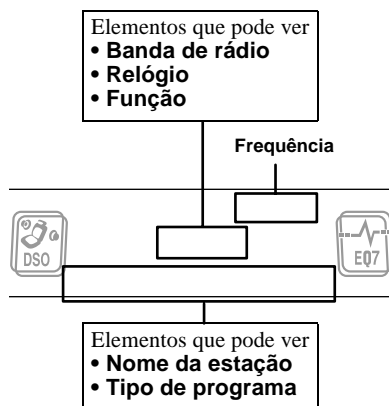 Elementos que pode ver
• Banda de rádio
• Relógio
• Função
Frequência
DSO
EQ7
Elementos que pode ver
• Nome da estação
• Tipo de programa